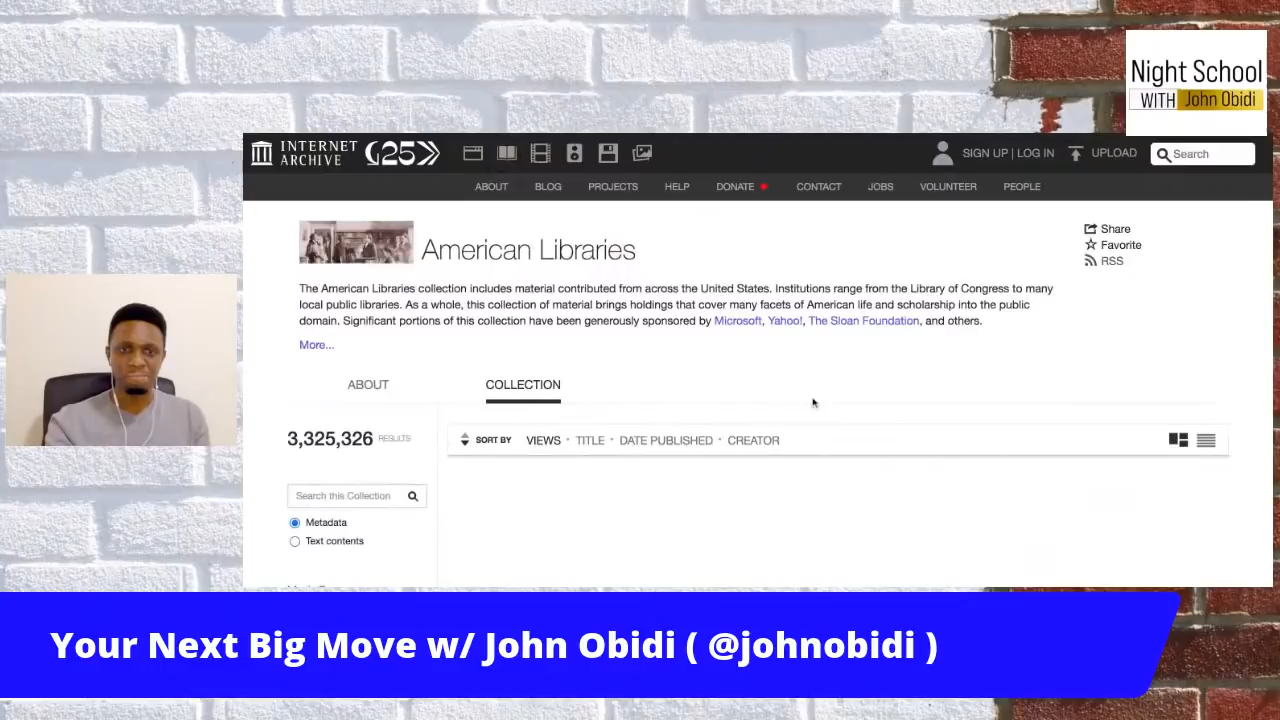 Night School
WITH John Obidi
INTERNET ARCHIVE 25
SIGN UP | LOG IN
UPLOAD
Search
ABOUT
BLOG
PROJECTS
HELP
DONATE
CONTACT
JOBS
VOLUNTEER
PEOPLE
American Libraries
Share
Favorite
RSS
The American Libraries collection includes material contributed from across the United States. Institutions range from the Library of Congress to many
local public libraries. As a whole, this collection of material brings holdings that cover many facets of American life and scholarship into the public
domain. Significant portions of this collection have been generously sponsored by Microsoft, Yahoo!, The Sloan Foundation, and others.
More...
ABOUT
COLLECTION
3,325,326 RESULTS
SORT BY VIEWS · TITLE · DATE PUBLISHED · CREATOR
Search this Collection
Metadata
Text contents
Your Next Big Move w/ John Obidi ( @johnobidi )